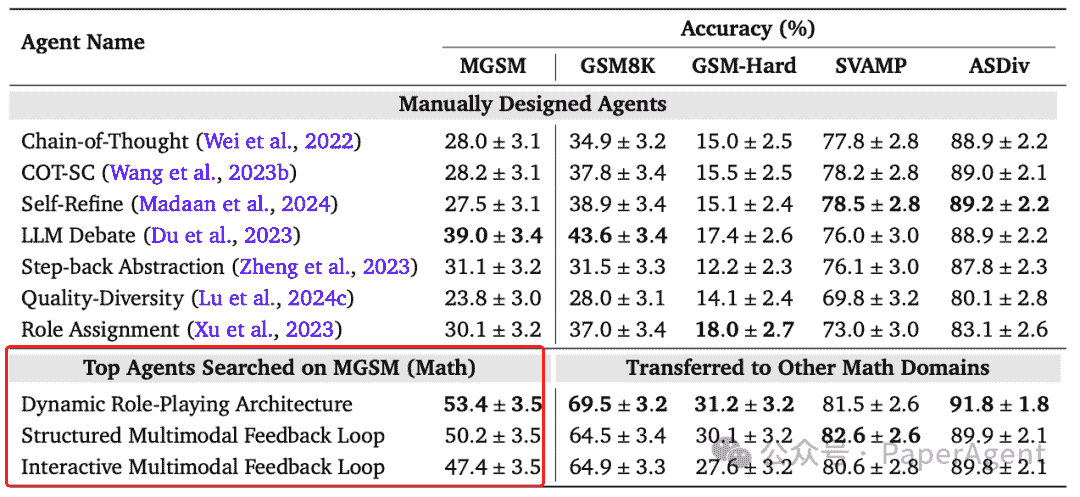 Agent Name Accuracy (%)
MGSM GSM8K GSM-Hard SVAMP ASDiv
Manually Designed Agents
Chain-of-Thought (Wei et al., 2022) 28.0 ± 3.1 34.9 ± 3.2 15.0 ± 2.5 77.8 ± 2.8 88.9 ± 2.2
COT-SC (Wang et al., 2023b) 28.2 ± 3.1 37.8 ± 3.4 15.5 ± 2.5 78.2 ± 2.8 89.0 ± 2.1
Self-Refine (Madaan et al., 2024) 27.5 ± 3.1 38.9 ± 3.4 15.1 ± 2.4 78.5 ± 2.8 89.2 ± 2.2
LLM Debate (Du et al., 2023) 39.0 ± 3.4 43.6 ± 3.4 17.4 ± 2.6 76.0 ± 3.0 88.9 ± 2.2
Step-back Abstraction (Zheng et al., 2023) 31.1 ± 3.2 31.5 ± 3.3 12.2 ± 2.3 76.1 ± 3.0 87.8 ± 2.3
Quality-Diversity (Lu et al., 2024c) 23.8 ± 3.0 28.0 ± 3.1 14.1 ± 2.4 69.8 ± 3.2 80.1 ± 2.8
Role Assignment (Xu et al., 2023) 30.1 ± 3.2 37.0 ± 3.4 18.0 ± 2.7 73.0 ± 3.0 83.1 ± 2.6
Top Agents Searched on MGSM (Math) Transferred to Other Math Domains
Dynamic Role-Playing Architecture 53.4 ± 3.5 69.5 ± 3.2 31.2 ± 3.2 81.5 ± 2.6 91.8 ± 1.8
Structured Multimodal Feedback Loop 50.2 ± 3.5 64.5 ± 3.4 30.1 ± 3.2 82.6 ± 2.6 89.9 ± 2.1
Interactive Multimodal Feedback Loop 47.4 ± 3.5 64.9 ± 3.3 27.6 ± 3.2 80.6 ± 2.8 89.8 ± 2.1
公众号 · PaperAgent